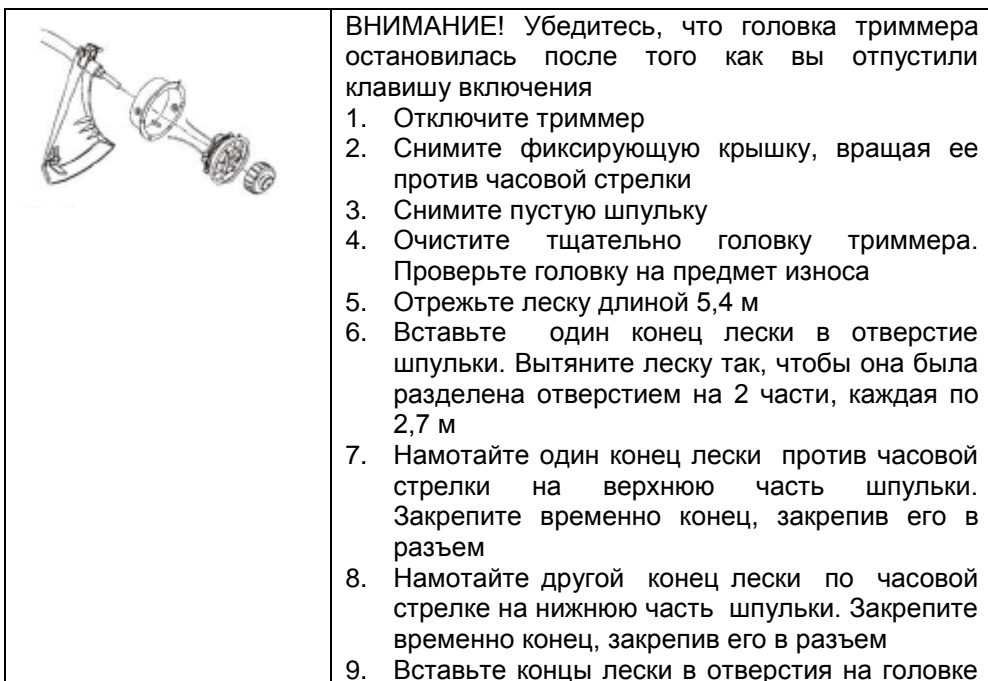 ВНИМАНИЕ! Убедитесь, что головка триммера
остановилась после того как вы отпустили
клавишу включения
1. Отключите триммер
2. Снимите фиксирующую крышку, вращая ее
против часовой стрелки
3. Снимите пустую шпульку
4. Очистите тщательно головку триммера.
Проверьте головку на предмет износа
5. Отрежьте леску длиной 5,4 м
6. Вставьте один конец лески в отверстие
шпульки. Вытяните леску так, чтобы она была
разделена отверстием на 2 части, каждая по
2,7 м
7. Намотайте один конец лески против часовой
стрелки на верхнюю часть шпульки.
Закрепите временно конец, закрепив его в
разъем
8. Намотайте другой конец лески по часовой
стрелке на нижнюю часть шпульки. Закрепите
временно конец, закрепив его в разъем
9. Вставьте концы лески в отверстия на головке